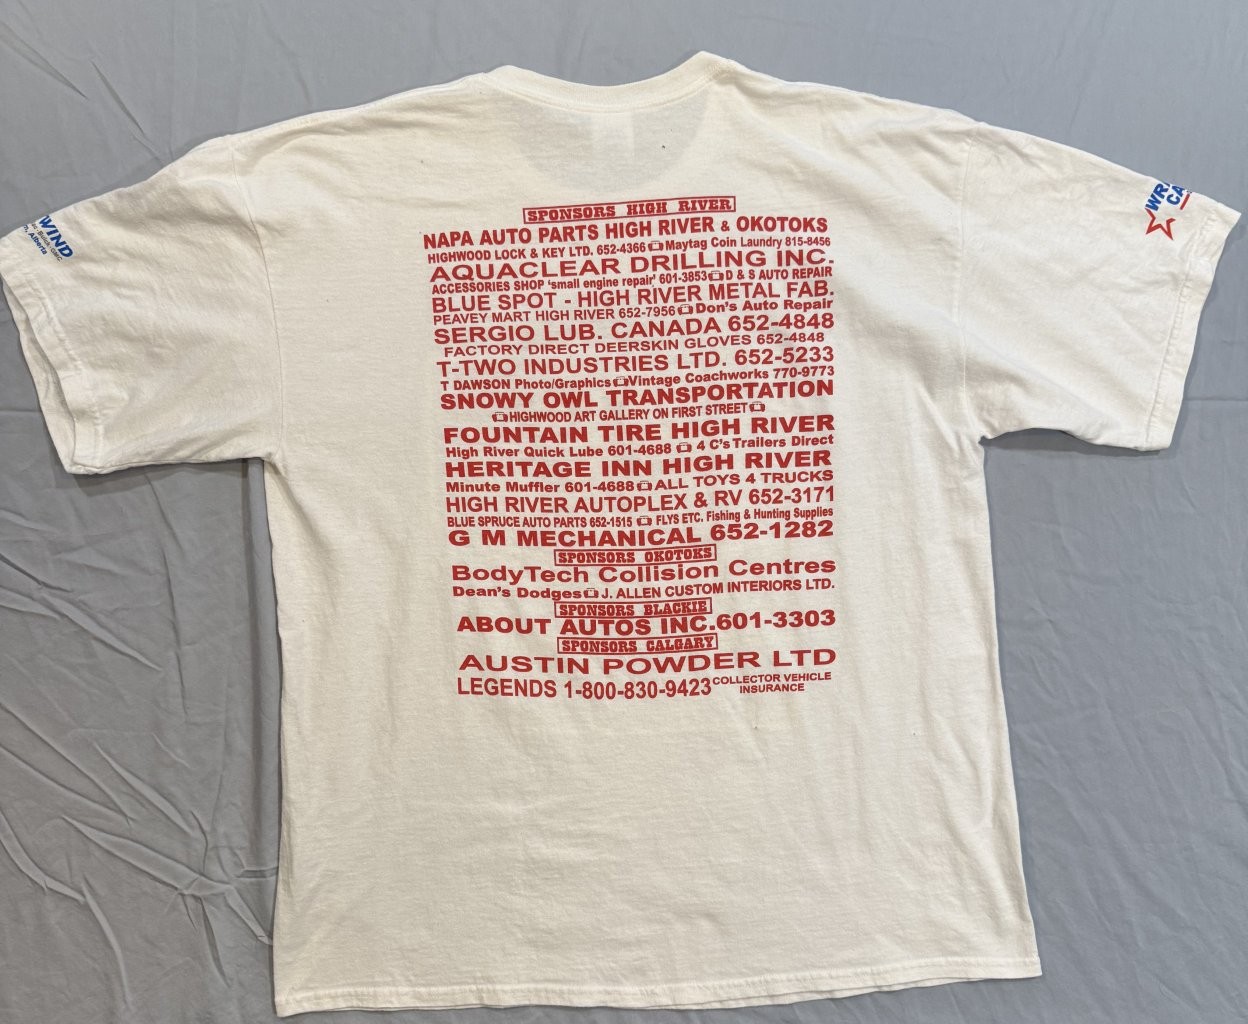 SPONSORS HIGH RIVER
NAPA AUTO PARTS HIGH RIVER & OKOTOKS
HIGHWOOD LOCK & KEY LTD. 652-4366 Maytag Coin Laundry 815-8456
AQUACLEAR DRILLING INC.
ACCESSORIES SHOP 'small engine repair' 601-3853 D & S AUTO REPAIR
BLUE SPOT - HIGH RIVER METAL FAB.
PEAVEY MART HIGH RIVER 652-7956 Don's Auto Repair
SERGIO LUB. CANADA 652-4848
FACTORY DIRECT DEERSKIN GLOVES 652-4848
T-TWO INDUSTRIES LTD. 652-5233
T DAWSON Photo/Graphics Vintage Coachworks 770-9773
SNOWY OWL TRANSPORTATION
HIGHWOOD ART GALLERY ON FIRST STREET
FOUNTAIN TIRE HIGH RIVER
High River Quick Lube 601-4688 4 C's Trailers Direct
HERITAGE INN HIGH RIVER
Minute Muffler 601-4688 ALL TOYS 4 TRUCKS
HIGH RIVER AUTOPLEX & RV 652-3171
BLUE SPRUCE AUTO PARTS 652-1515 FLYS ETC. Fishing & Hunting Supplies
G M MECHANICAL 652-1282
SPONSORS OKOTOKS
BodyTech Collision Centres
Dean's Dodges J. ALLEN CUSTOM INTERIORS LTD.
SPONSORS BLACKIE
ABOUT AUTOS INC. 601-3303
SPONSORS CALGARY
AUSTIN POWDER LTD
LEGENDS 1-800-830-9423 COLLECTOR VEHICLE
INSURANCE
WIND
Alberta
WR
CA